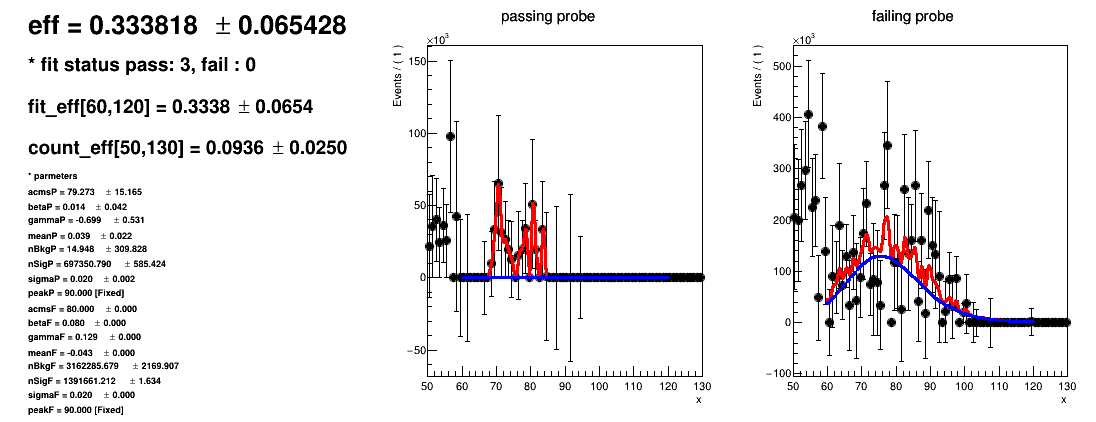 eff = 0.333818 ± 0.065428
* fit status pass: 3, fail : 0
fit_eff[60,120] = 0.3338 ± 0.0654
count_eff[50,130] = 0.0936 ± 0.0250
* parmeters
acmsP = 79.273 ± 15.165
betaP = 0.014 ± 0.042
gammaP = -0.699 ± 0.531
meanP = 0.039 ± 0.022
nBkgP = 14.948 ± 309.828
nSigP = 697350.790 ± 585.424
sigmaP = 0.020 ± 0.002
peakP = 90.000 [Fixed]
acmsF = 80.000 ± 0.000
betaF = 0.080 ± 0.000
gammaF = 0.129 ± 0.000
meanF = -0.043 ± 0.000
nBkgF = 3162285.679 ± 2169.907
nSigF = 1391661.212 ± 1.634
sigmaF = 0.020 ± 0.000
peakF = 90.000 [Fixed]
passing probe
×10³
Events / ( 1 )
150
100
50
0
−50
50 60 70 80 90 100 110 120 130
x
failing probe
×10³
Events / ( 1 )
500
400
300
200
100
0
−100
50 60 70 80 90 100 110 120 130
x